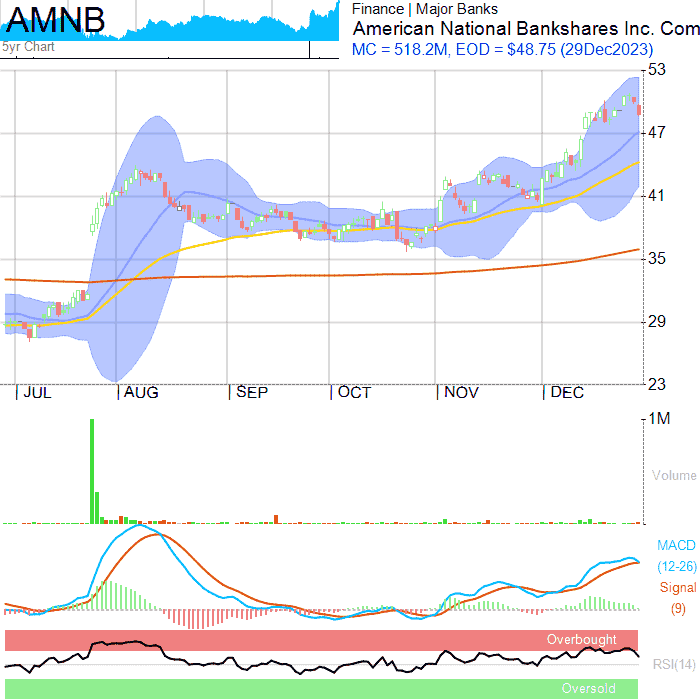 AMNB
5yr Chart
Finance | Major Banks
American National Bankshares Inc. Com
MC = 518.2M, EOD = $48.75 (29Dec2023)
53
47
41
35
29
23
JUL AUG SEP OCT NOV DEC
1M
Volume
MACD
(12-26)
Signal
(9)
Overbought
RSI(14)
Oversold